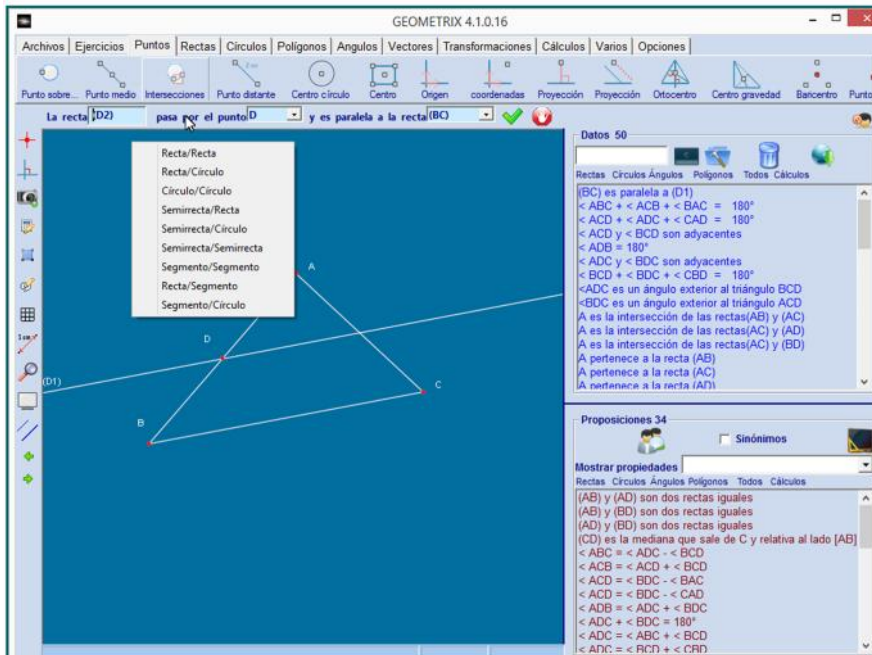 GEOMETRIX 4.1.0.16
Archivos Ejercicios Puntos Rectas Círculos Polígonos Angulos Vectores Transformaciones Cálculos Varios Opciones
Punto sobre... Punto medio Intersecciones Punto distante Centro círculo Centro Origen coordenadas Proyección Proyección Ortocentro Centro gravedad Baricentro Punto
La recta (D2) pasa por el punto D y es paralela a la recta (BC)
Recta/Recta
Recta/Círculo
Círculo/Círculo
Semirrecta/Recta
Semirrecta/Círculo
Semirrecta/Semirrecta
Segmento/Segmento
Recta/Segmento
Segmento/Círculo
A
D
(D1)
C
B
1 cm
Datos 50
Rectas Círculos Ángulos Polígonos Todos Cálculos
(BC) es paralela a (D1)
< ABC + < ACB + < BAC = 180°
< ACD + < ADC + < CAD = 180°
< ACD y < BCD son adyacentes
< ADB = 180°
< ADC y < BDC son adyacentes
< BCD + < BDC + < CBD = 180°
<ADC es un ángulo exterior al triángulo BCD
<BDC es un ángulo exterior al triángulo ACD
A es la intersección de las rectas(AB) y (AC)
A es la intersección de las rectas(AC) y (AD)
A es la intersección de las rectas(AC) y (BD)
A pertenece a la recta (AB)
A pertenece a la recta (AC)
A pertenece a la recta (AD)
Proposiciones 34
Sinónimos
Mostrar propiedades
Rectas Círculos Ángulos Polígonos Todos Cálculos
(AB) y (AD) son dos rectas iguales
(AB) y (BD) son dos rectas iguales
(AD) y (BD) son dos rectas iguales
(CD) es la mediana que sale de C y relativa al lado [AB]
< ABC = < ADC - < BCD
< ACB = < ACD + < BCD
< ACD = < BDC - < BAC
< ACD = < BDC - < CAD
< ADB = < ADC + < BDC
< ADC + < BDC = 180°
< ADC = < ABC + < BCD
< ADC = < BCD + < CBD